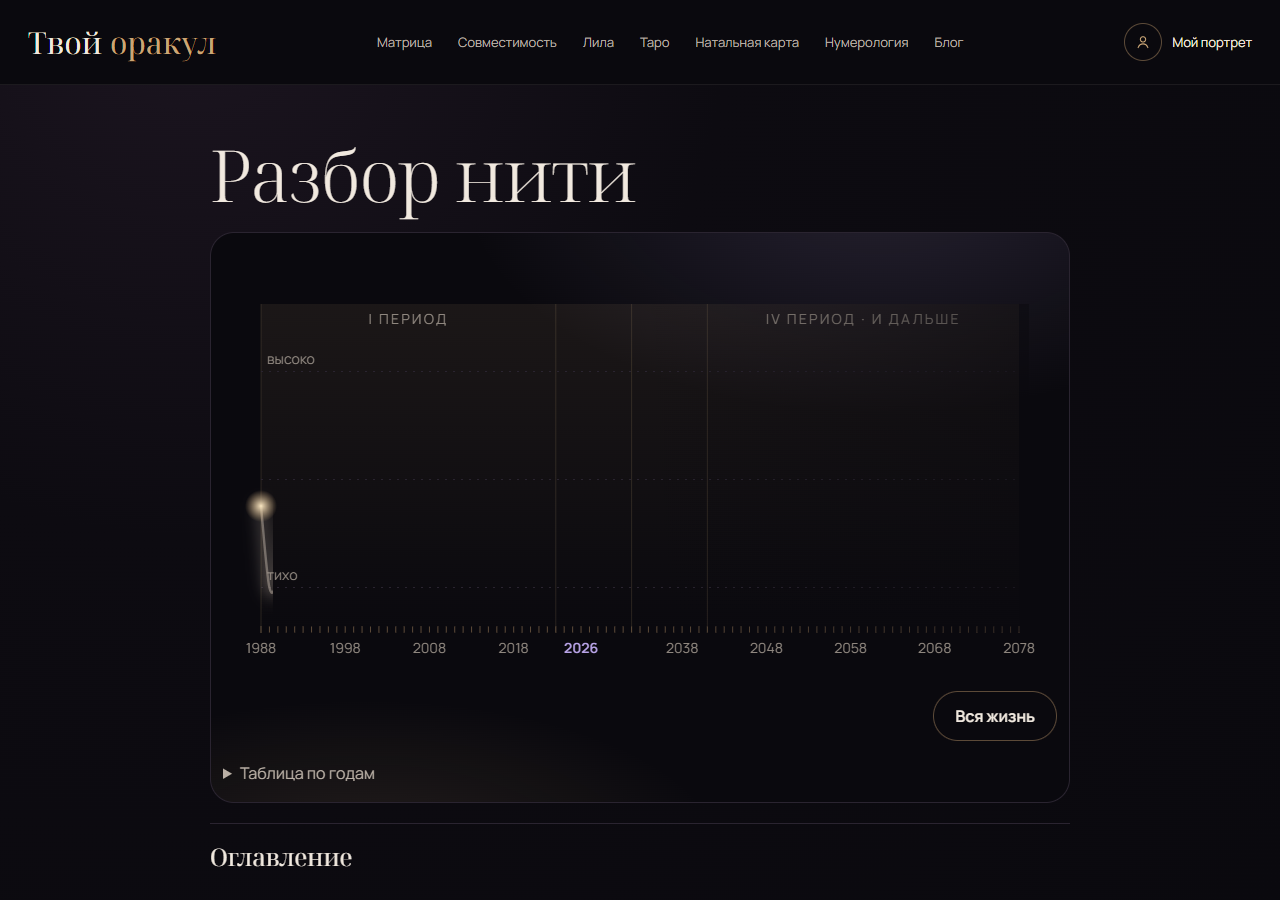 Твой оракул
Матрица Совместимость Лила Таро Натальная карта Нумерология Блог
Мой портрет
Разбор нити
I ПЕРИОД
IV ПЕРИОД · И ДАЛЬШЕ
высоко
тихо
1988 1998 2008 2018 2026 2038 2048 2058 2068 2078
Вся жизнь
Таблица по годам
Оглавление